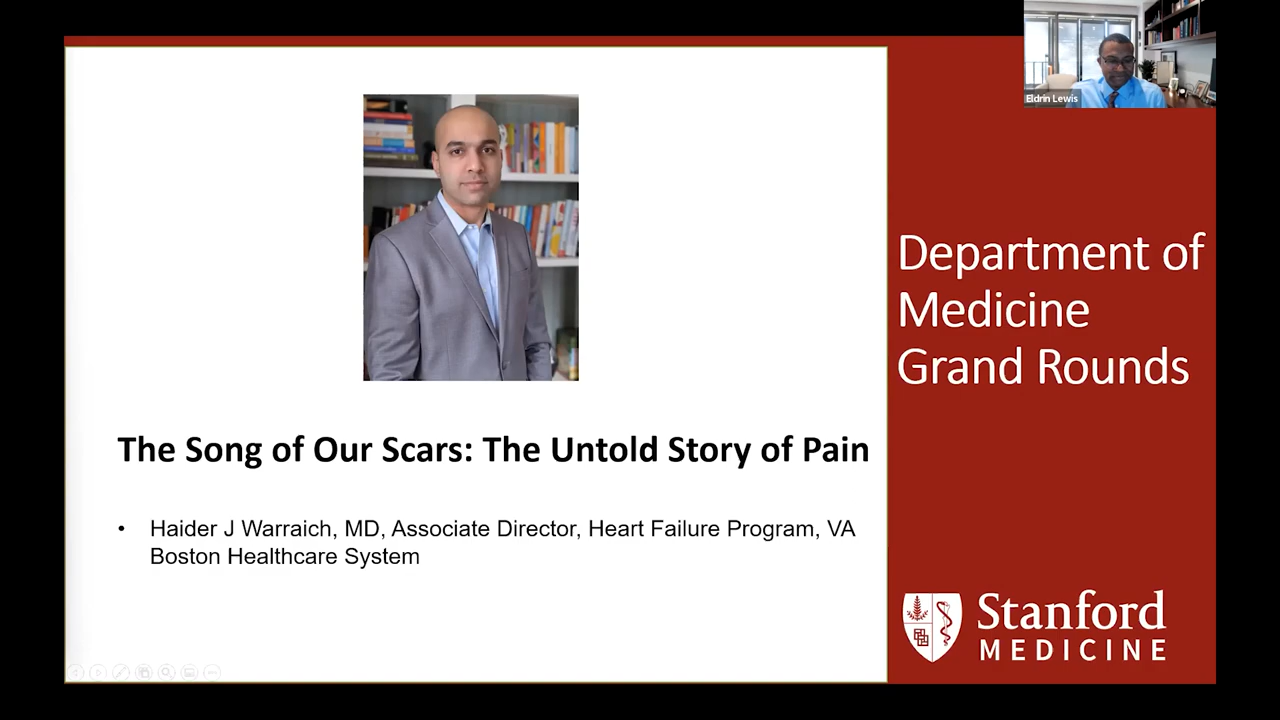 Eldrin Lewis
Department of
Medicine
Grand Rounds
The Song of Our Scars: The Untold Story of Pain
• Haider J Warraich, MD, Associate Director, Heart Failure Program, VA
Boston Healthcare System
Stanford
MEDICINE